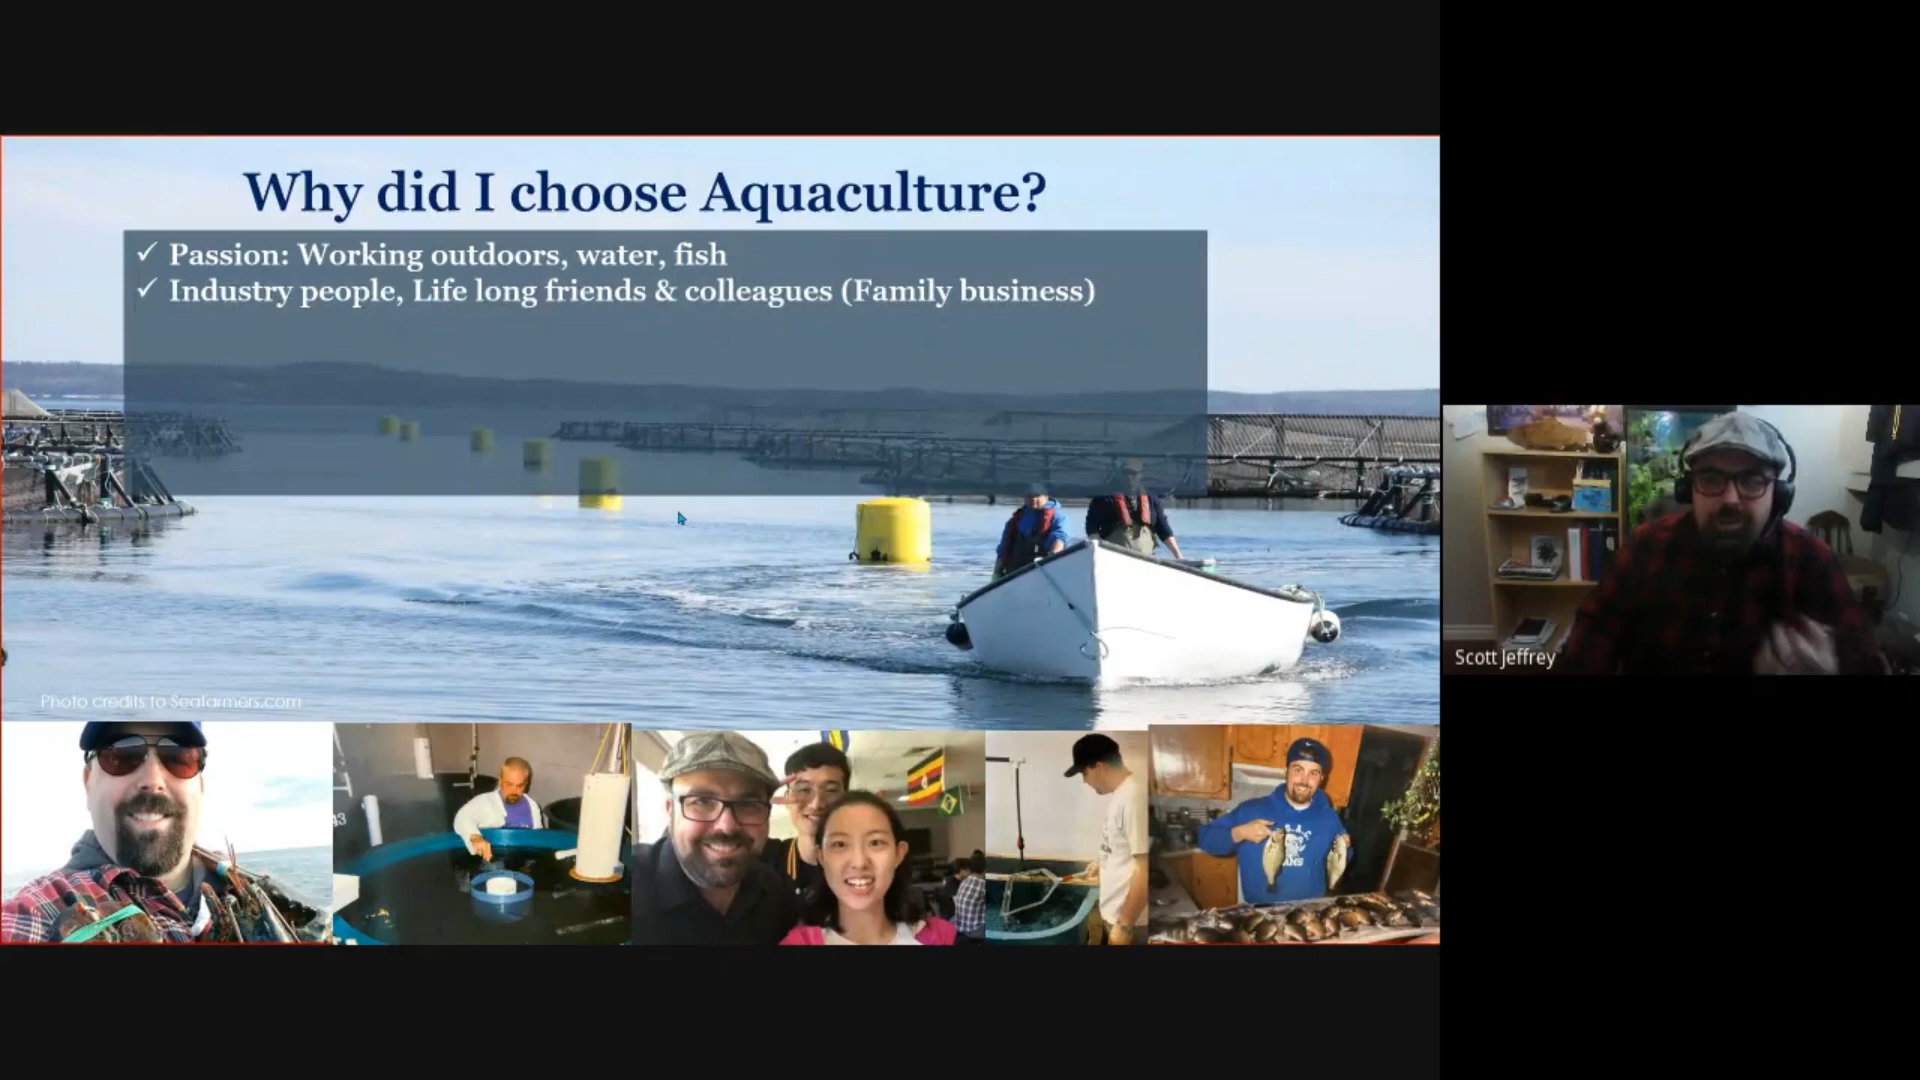 Why did I choose Aquaculture?
✓ Passion: Working outdoors, water, fish
✓ Industry people, Life long friends & colleagues (Family business)
Photo credits to Seafarmers.com
Scott Jeffrey
43